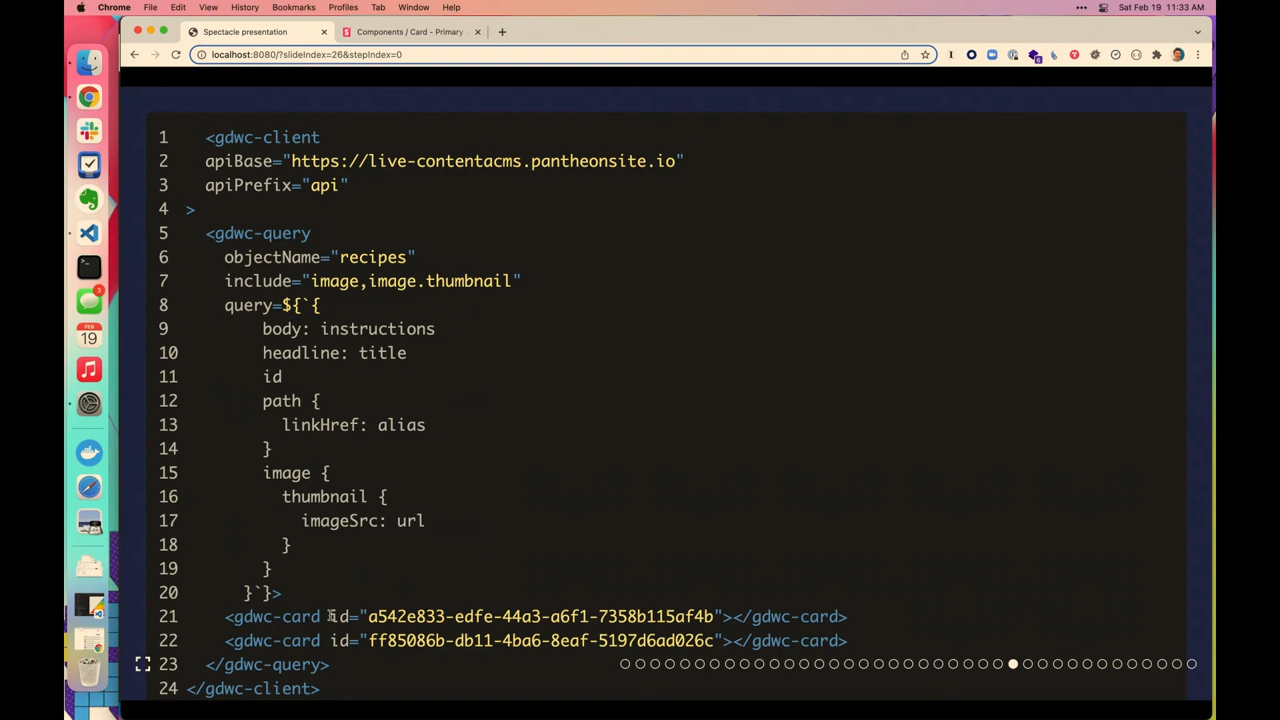 Chrome File Edit View History Bookmarks Profiles Tab Window Help
Sat Feb 19 11:33 AM
Spectacle presentation
Components / Card - Primary
localhost:8080/?slideIndex=26&stepIndex=0
6
3
FEB
19
1 <gdwc-client
2 apiBase="https://live-contentacms.pantheonsite.io"
3 apiPrefix="api"
4 >
5 <gdwc-query
6 objectName="recipes"
7 include="image,image.thumbnail"
8 query=${`{
9 body: instructions
10 headline: title
11 id
12 path {
13 linkHref: alias
14 }
15 image {
16 thumbnail {
17 imageSrc: url
18 }
19 }
20 }`}>
21 <gdwc-card id="a542e833-edfe-44a3-a6f1-7358b115af4b"></gdwc-card>
22 <gdwc-card id="ff85086b-db11-4ba6-8eaf-5197d6ad026c"></gdwc-card>
23 </gdwc-query>
24 </gdwc-client>